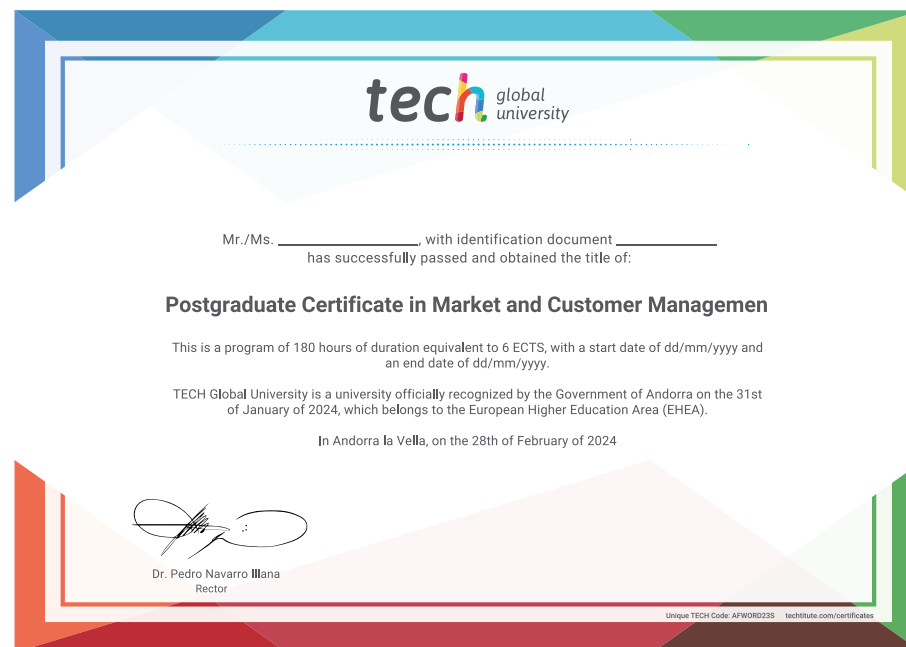 tech global
university
Mr./Ms. ____________, with identification document ____________
has successfully passed and obtained the title of:
Postgraduate Certificate in Market and Customer Managemen
This is a program of 180 hours of duration equivalent to 6 ECTS, with a start date of dd/mm/yyyy and
an end date of dd/mm/yyyy.
TECH Global University is a university officially recognized by the Government of Andorra on the 31st
of January of 2024, which belongs to the European Higher Education Area (EHEA).
In Andorra la Vella, on the 28th of February of 2024
Dr. Pedro Navarro Illana
Rector
Unique TECH Code: AFWORD23S techtitute.com/certificates